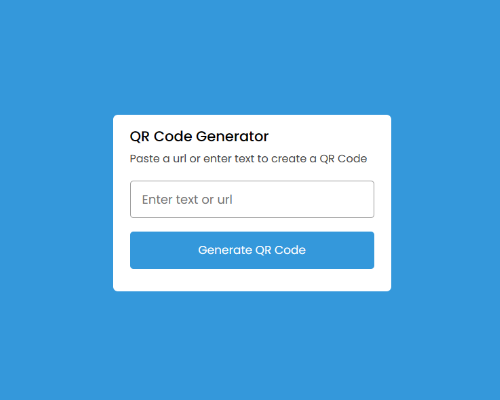 QR Code Generator
Paste a url or enter text to create a QR Code
Enter text or url
Generate QR Code